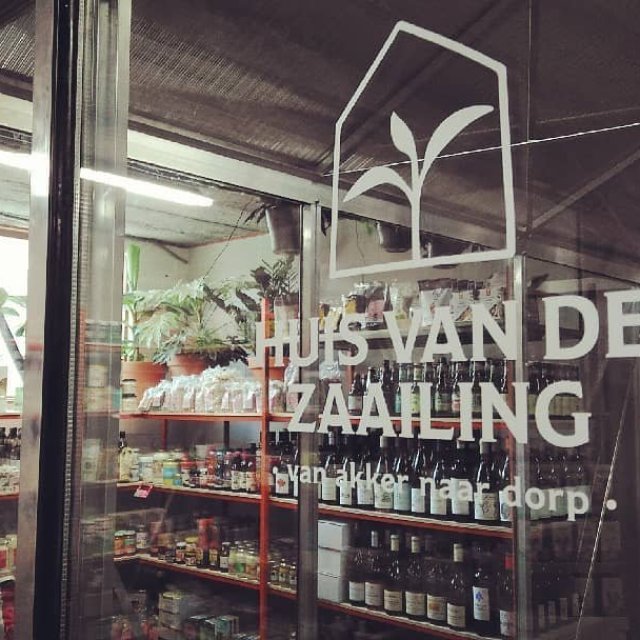 HUIS VAN DE
ZAAILING
• van akker naar dorp •